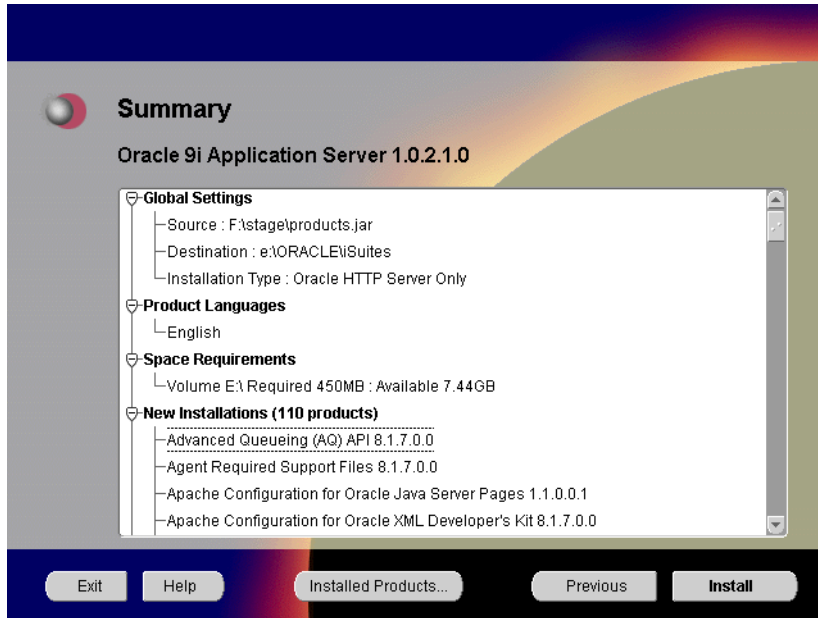 Summary
Oracle 9i Application Server 1.0.2.1.0
Global Settings
Source : F:\stage\products.jar
Destination : e:\ORACLE\iSuites
Installation Type : Oracle HTTP Server Only
Product Languages
English
Space Requirements
Volume E:\ Required 450MB : Available 7.44GB
New Installations (110 products)
Advanced Queueing (AQ) API 8.1.7.0.0
Agent Required Support Files 8.1.7.0.0
Apache Configuration for Oracle Java Server Pages 1.1.0.0.1
Apache Configuration for Oracle XML Developer's Kit 8.1.7.0.0
Exit Help Installed Products... Previous Install